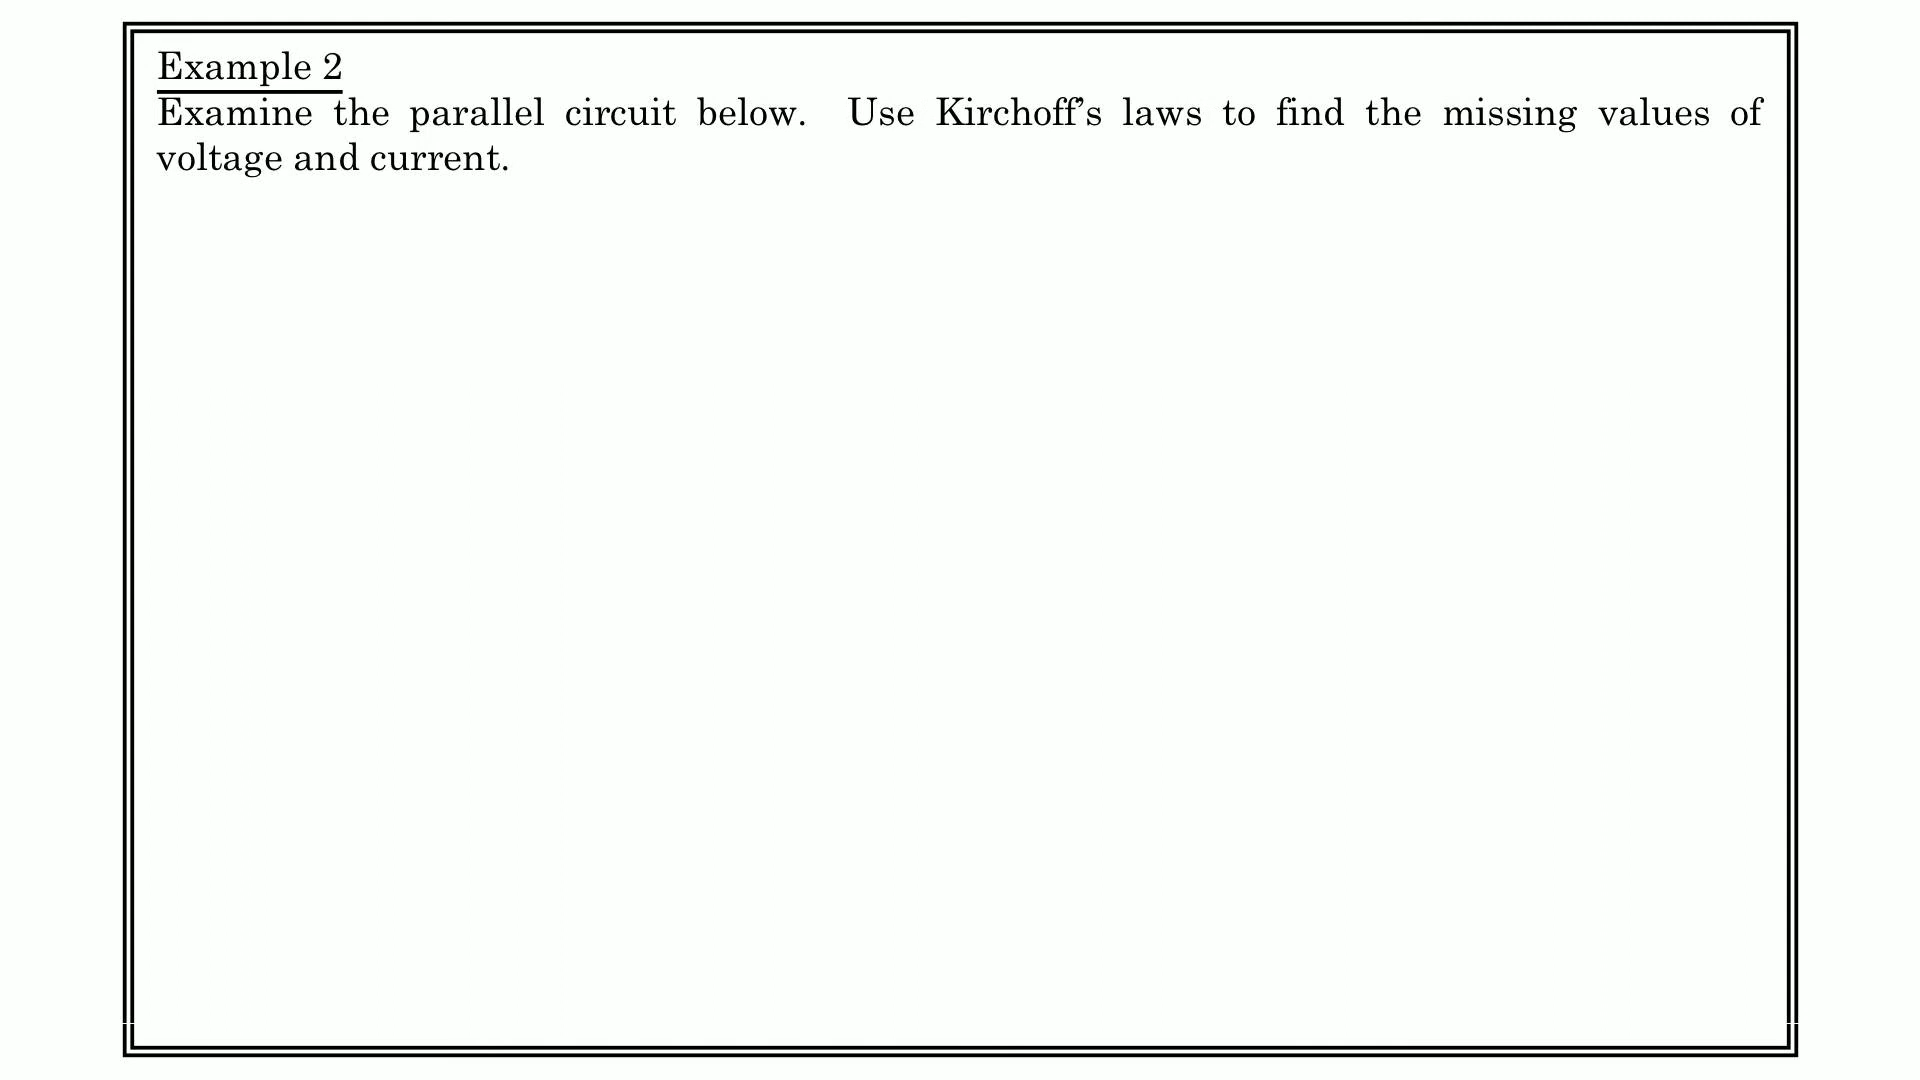 Example 2
Examine the parallel circuit below.  Use Kirchoff’s laws to find the missing values of
voltage and current.